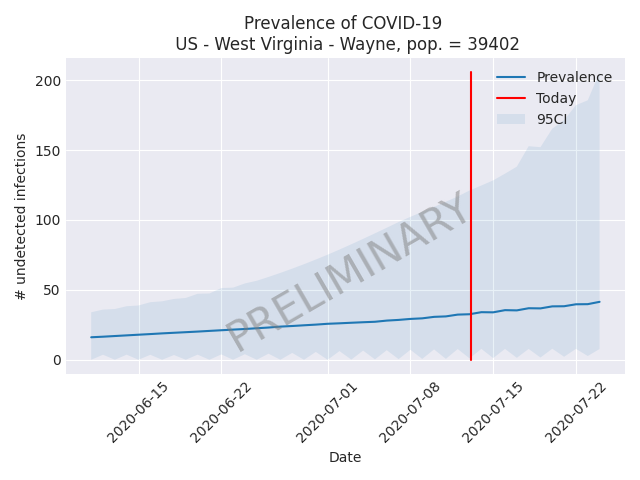 Prevalence of COVID-19
US - West Virginia - Wayne, pop. = 39402
Prevalence
Today
95CI
# undetected infections
200
150
100
50
0
PRELIMINARY
2020-06-15
2020-06-22
2020-07-01
2020-07-08
2020-07-15
2020-07-22
Date